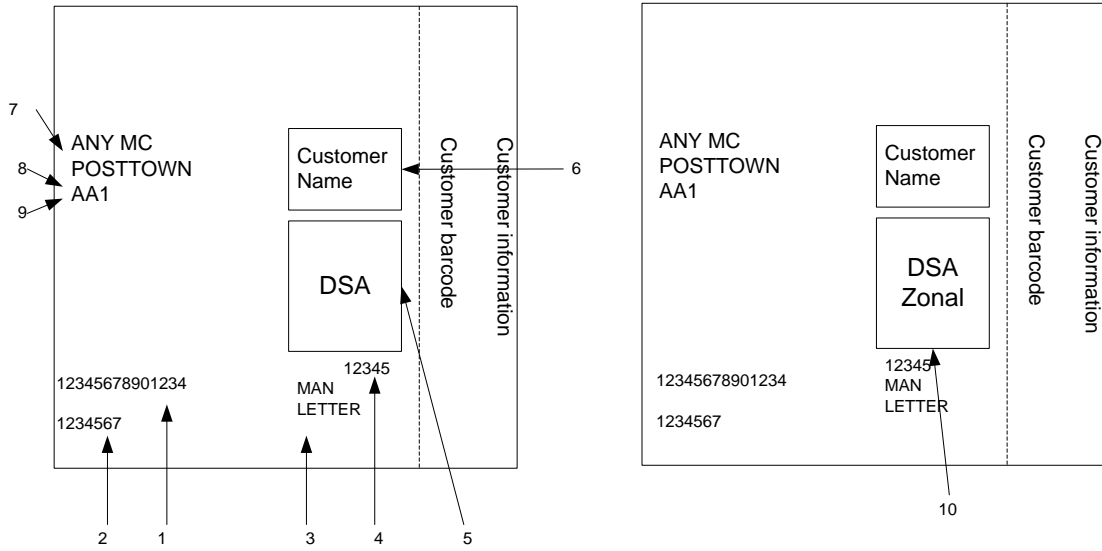 7
ANY MC
POSTTOWN
AA1
8
9
Customer
Name
6
DSA
Customer barcode
Customer information
12345
12345678901234
MAN
LETTER
1234567
2
1
3
4
5
ANY MC
POSTTOWN
AA1
Customer
Name
DSA
Zonal
Customer barcode
Customer information
12345
12345678901234
MAN
LETTER
1234567
10